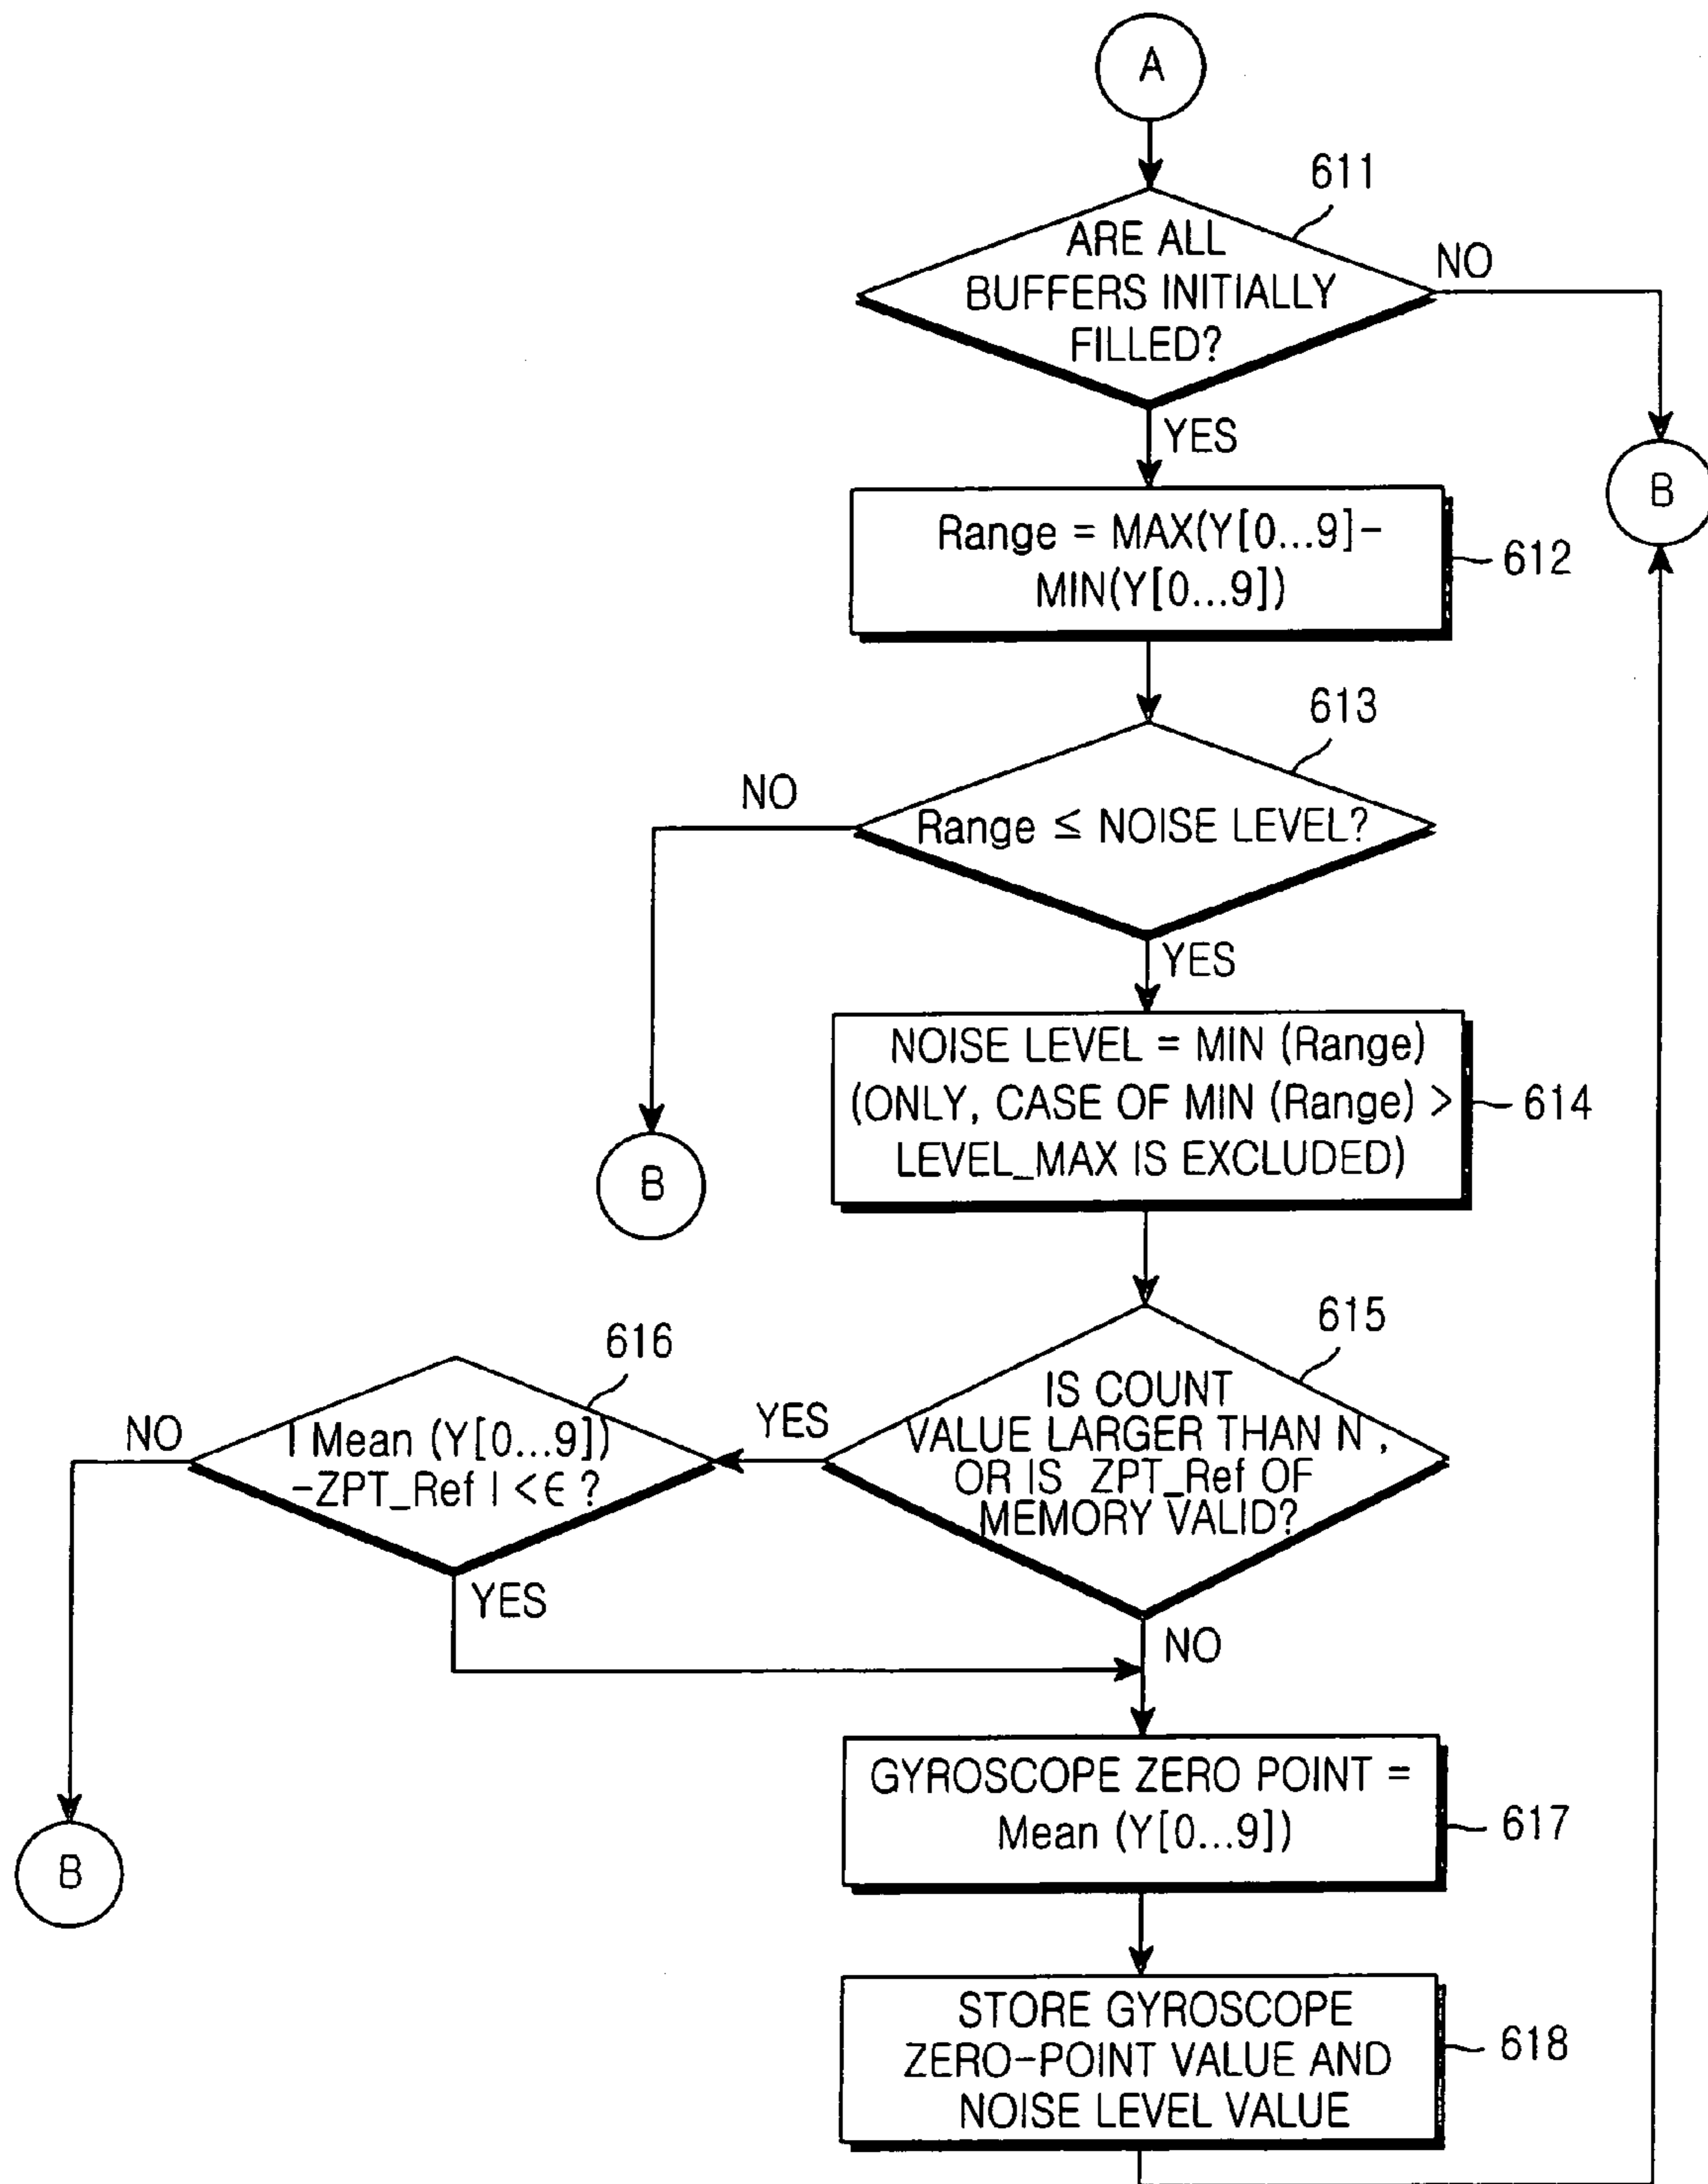 A
611
ARE ALL
BUFFERS INITIALLY
FILLED?
NO
YES
B
Range = MAX(Y[0...9]-
MIN(Y[0...9])
612
613
NO
Range ≤ NOISE LEVEL?
YES
NOISE LEVEL = MIN (Range)
(ONLY, CASE OF MIN (Range) >
LEVEL_MAX IS EXCLUDED)
614
B
615
616
IS COUNT
VALUE LARGER THAN N ,
OR IS ZPT_Ref OF
MEMORY VALID?
YES
NO
| Mean (Y[0...9])
-ZPT_Ref | <ϵ ?
YES
NO
GYROSCOPE ZERO POINT =
Mean (Y[0...9])
617
B
STORE GYROSCOPE
ZERO-POINT VALUE AND
NOISE LEVEL VALUE
618